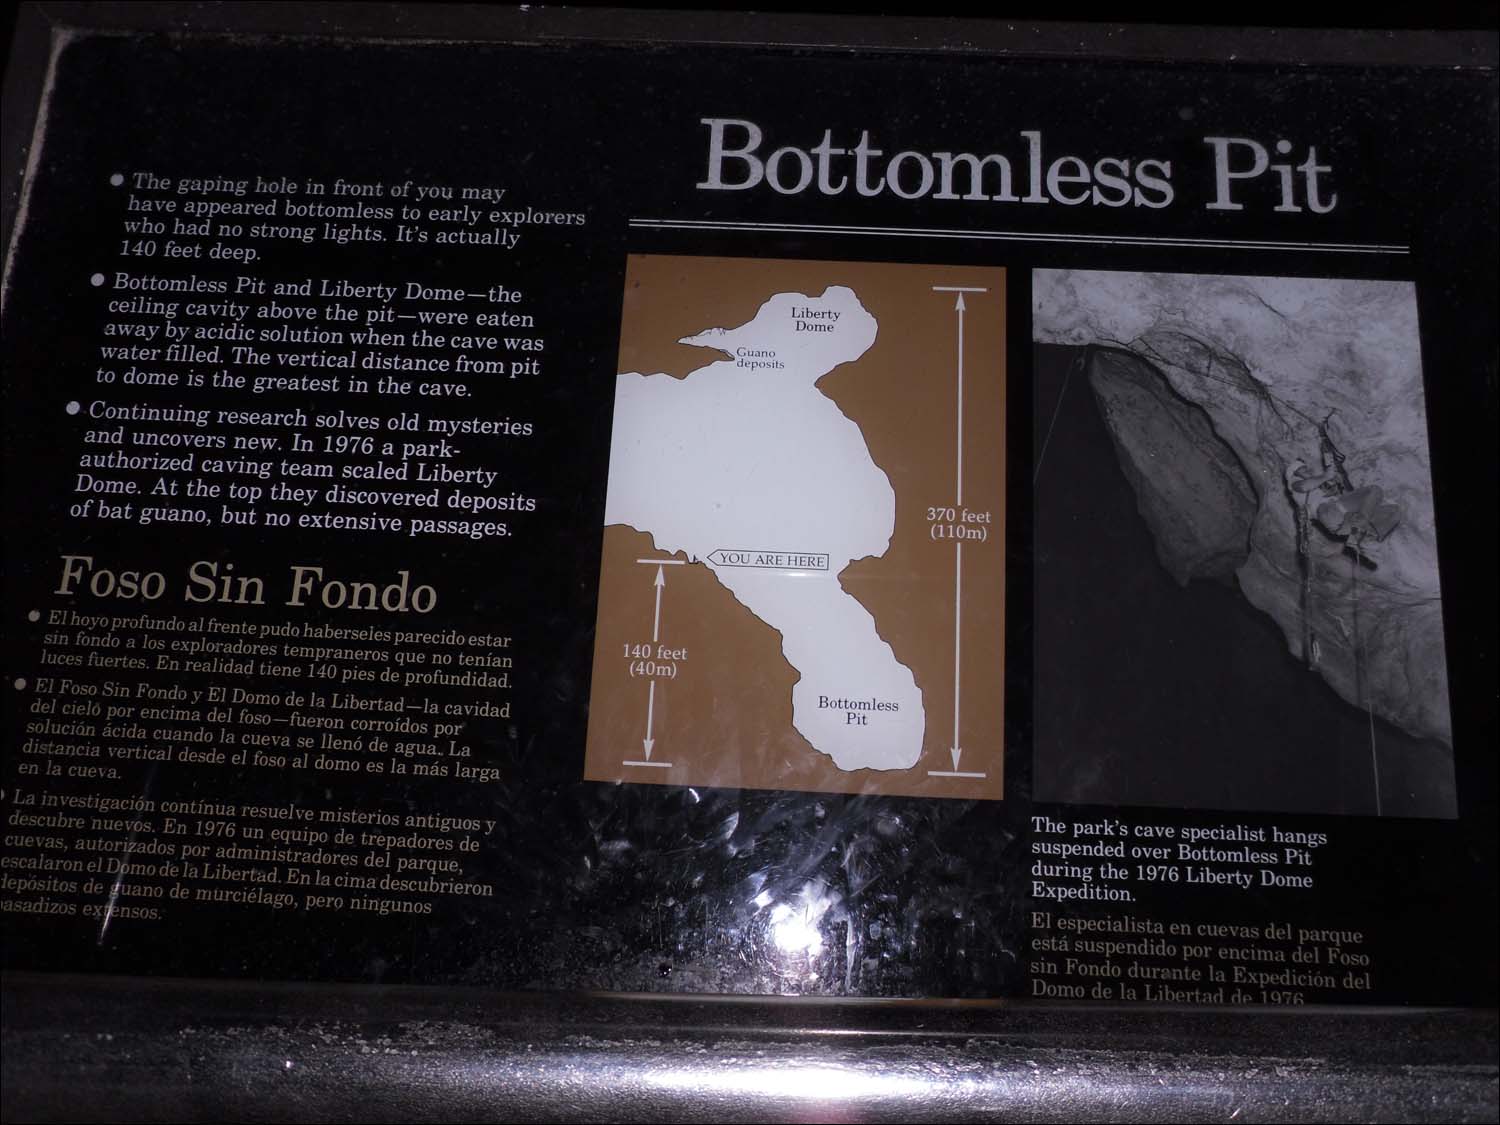 Bottomless Pit
• The gaping hole in front of you may
have appeared bottomless to early explorers
who had no strong lights. It's actually
140 feet deep.
• Bottomless Pit and Liberty Dome—the
ceiling cavity above the pit—were eaten
away by acidic solution when the cave was
water filled. The vertical distance from pit
to dome is the greatest in the cave.
• Continuing research solves old mysteries
and uncovers new. In 1976 a park-
authorized caving team scaled Liberty
Dome. At the top they discovered deposits
of bat guano, but no extensive passages.
Foso Sin Fondo
• El hoyo profundo al frente pudo haberseles parecido estar
sin fondo a los exploradores tempraneros que no tenían
luces fuertes. En realidad tiene 140 pies de profundidad.
• El Foso Sin Fondo y El Domo de la Libertad—la cavidad
del cielo por encima del foso—fueron corroídos por
solución ácida cuando la cueva se llenó de agua. La
distancia vertical desde el foso al domo es la más larga
en la cueva.
La investigación contínua resuelve misterios antiguos y
descubre nuevos. En 1976 un equipo de trepadores de
cuevas, autorizados por administradores del parque,
escalaron el Domo de la Libertad. En la cima descubrieron
depósitos de guano de murciélago, pero ningunos
asadizos extensos.
Liberty
Dome
Guano
deposits
370 feet
(110m)
YOU ARE HERE
140 feet
(40m)
Bottomless
Pit
The park's cave specialist hangs
suspended over Bottomless Pit
during the 1976 Liberty Dome
Expedition.
El especialista en cuevas del parque
está suspendido por encima del Foso
sin Fondo durante la Expedición del
Domo de la Libertad de 1976